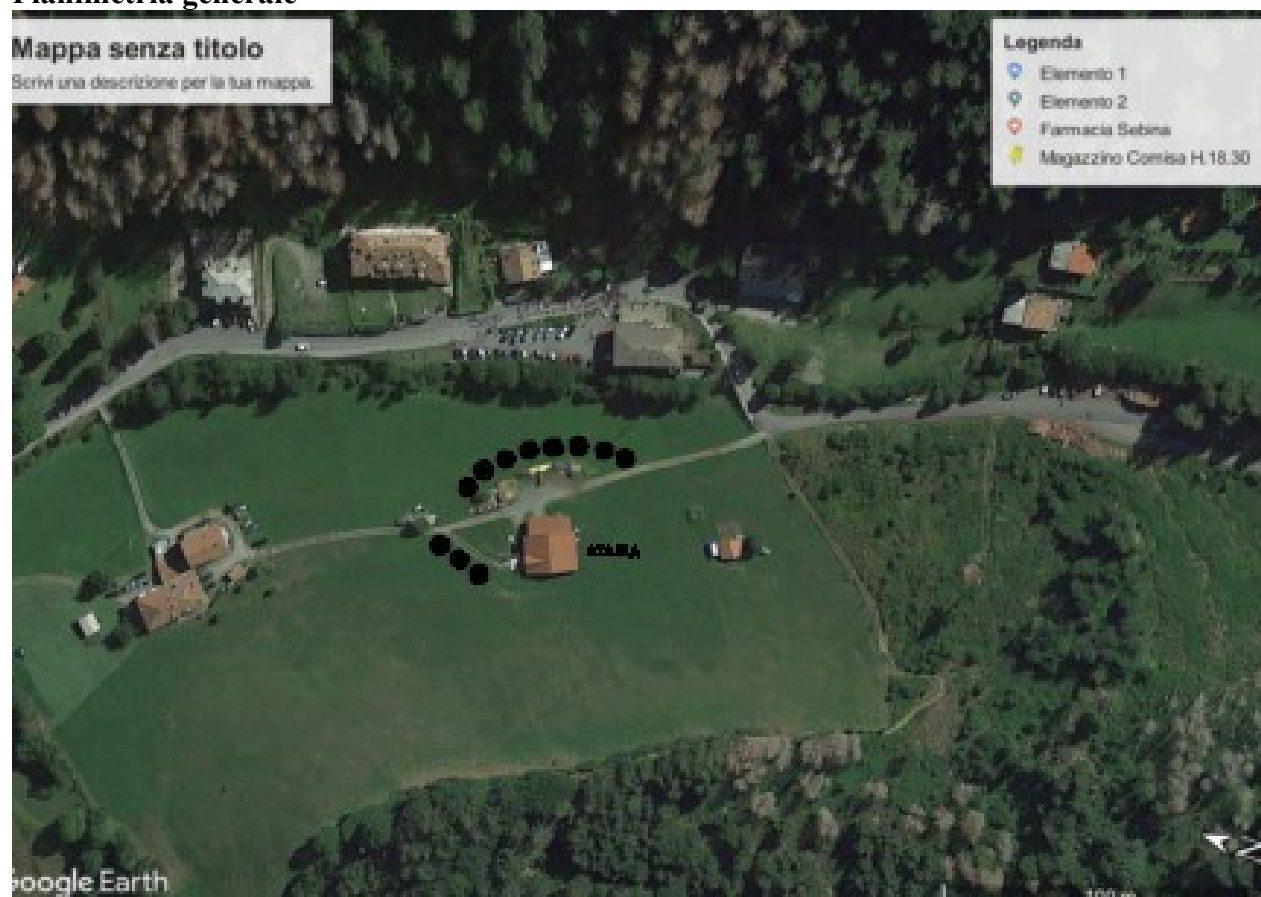 Planimetria generale
Mappa senza titolo
Scrivi una descrizione per la tua mappa.
Legenda
Elemento 1
Elemento 2
Farmacia Sebina
Magazzino Comisa H.18.30
Google Earth
100 m